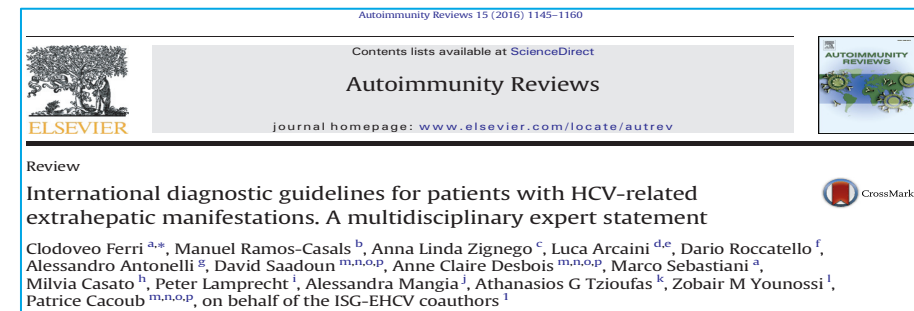 Autoimmunity Reviews 15 (2016) 1145–1160
Contents lists available at ScienceDirect
Autoimmunity Reviews
journal homepage: www.elsevier.com/locate/autrev
ELSEVIER
AUTOIMMUNITY
REVIEWS
Review
International diagnostic guidelines for patients with HCV-related
extrahepatic manifestations. A multidisciplinary expert statement
CrossMark
Clodoveo Ferri a,*, Manuel Ramos-Casals b, Anna Linda Zignego c, Luca Arcaini d,e, Dario Roccatello f,
Alessandro Antonelli g, David Saadoun m,n,o,p, Anne Claire Desbois m,n,o,p, Marco Sebastiani a,
Milvia Casato h, Peter Lamprecht i, Alessandra Mangia j, Athanasios G Tzioufas k, Zobair M Younossi l,
Patrice Cacoub m,n,o,p, on behalf of the ISG-EHCV coauthors 1